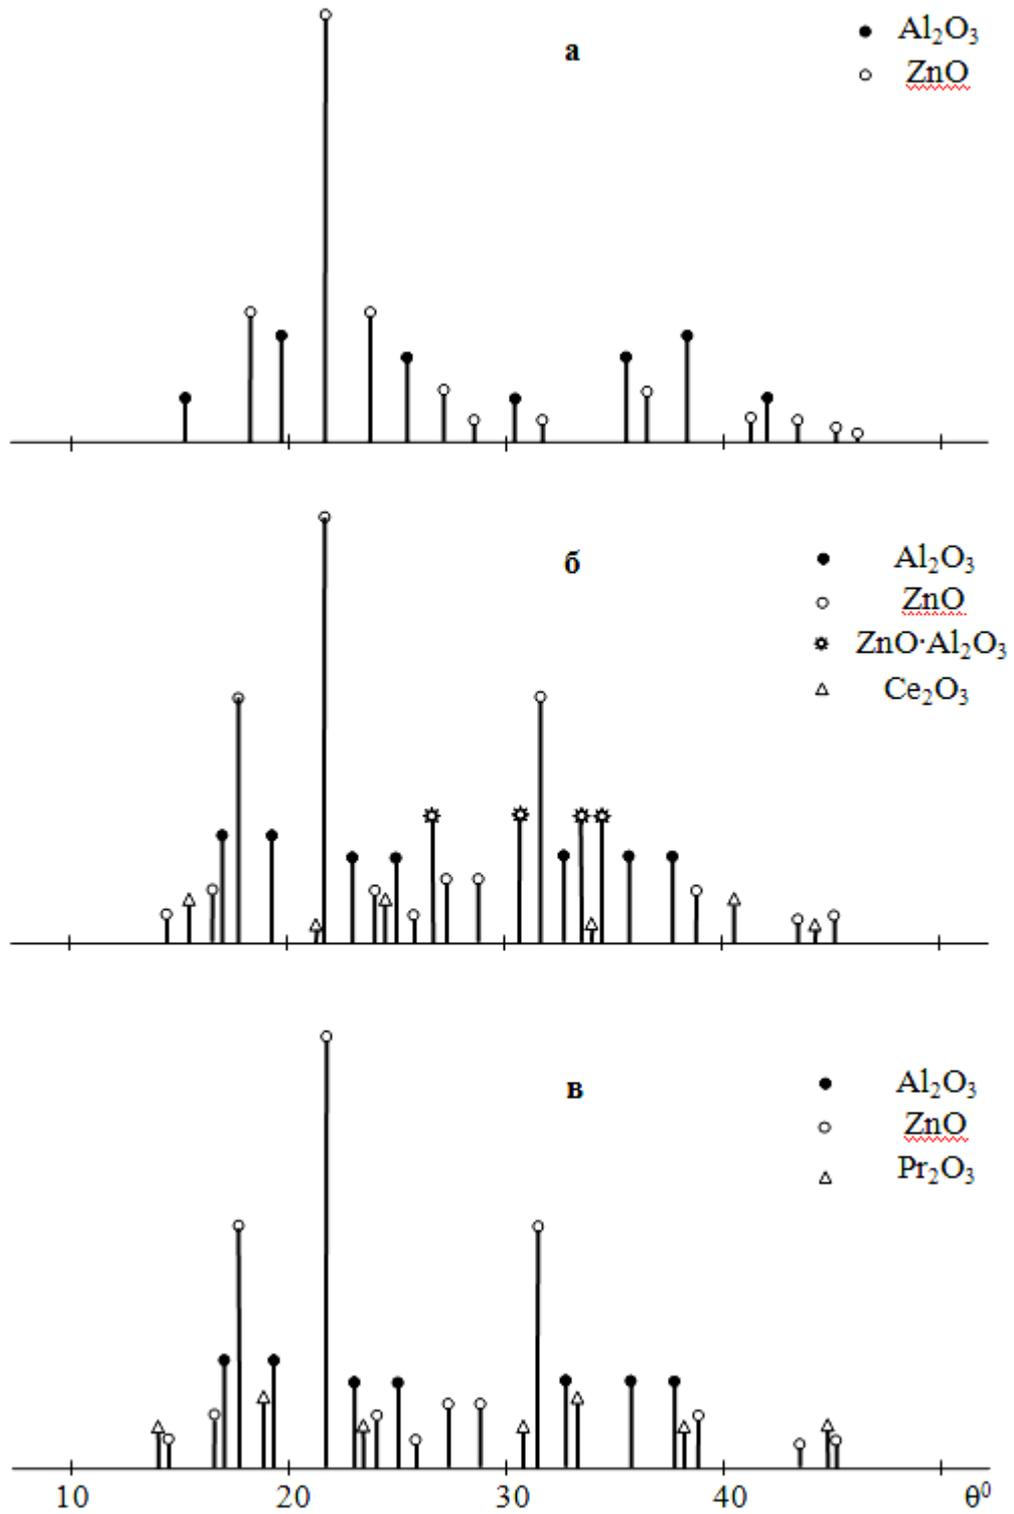 а
Al₂O₃
ZnO
б
Al₂O₃
ZnO
ZnO·Al₂O₃
Ce₂O₃
в
Al₂O₃
ZnO
Pr₂O₃
10 20 30 40 θ⁰